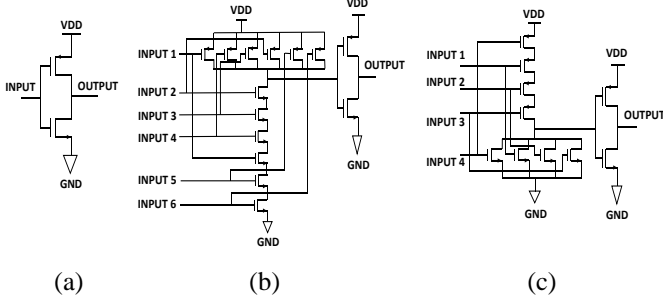 VDD
INPUT
OUTPUT
GND
(a)
VDD
VDD
INPUT 1
OUTPUT
INPUT 2
INPUT 3
INPUT 4
INPUT 5
INPUT 6
GND
GND
(b)
VDD
INPUT 1
VDD
INPUT 2
INPUT 3
OUTPUT
INPUT 4
GND
GND
(c)